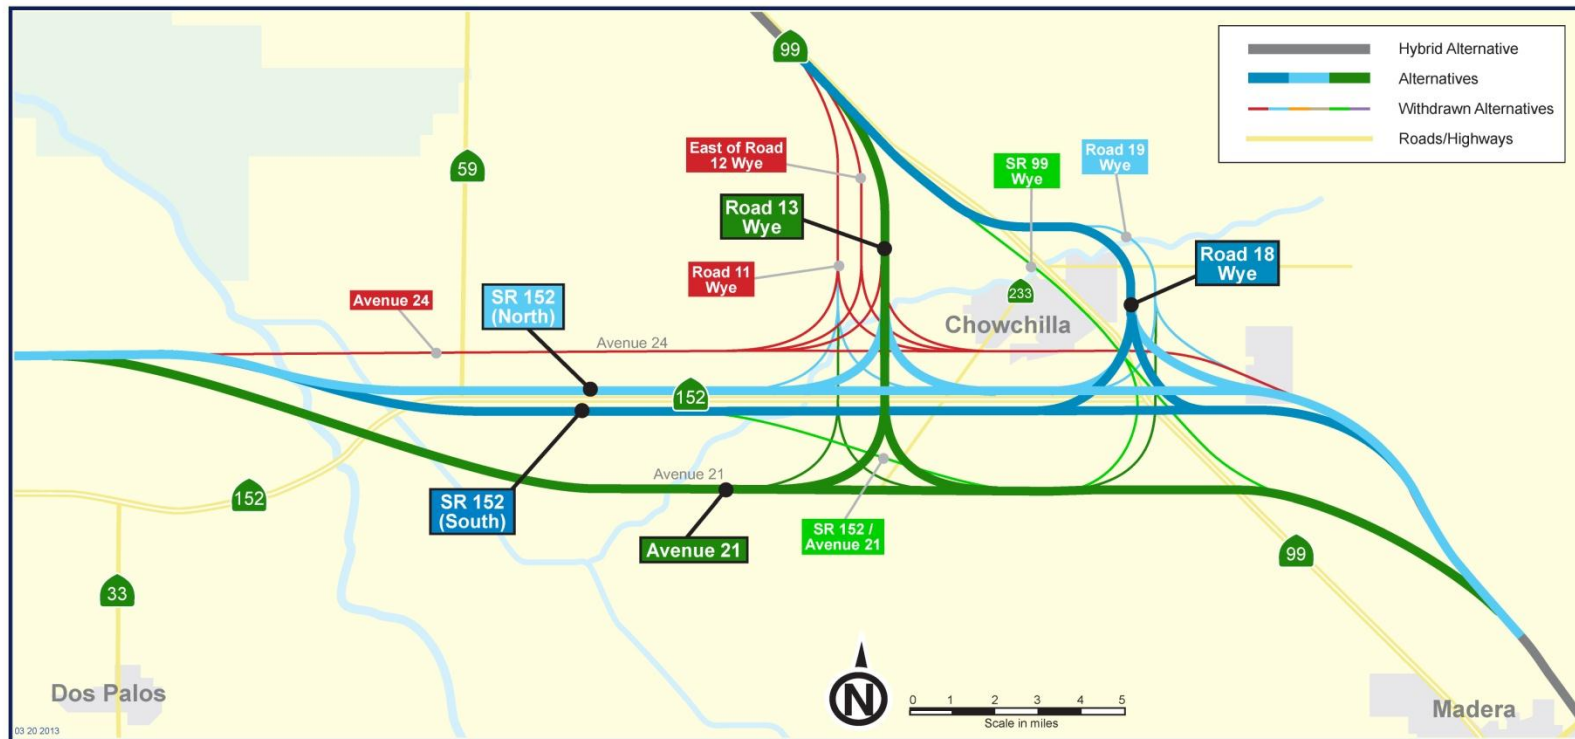 99
Hybrid Alternative
Alternatives
Withdrawn Alternatives
Roads/Highways
59
East of Road
12 Wye
SR 99
Wye
Road 19
Wye
Road 13
Wye
Road 11
Wye
Road 18
Wye
Avenue 24
SR 152
(North)
233
Chowchilla
Avenue 24
152
Avenue 21
152
SR 152
(South)
Avenue 21
SR 152 /
Avenue 21
99
33
Dos Palos
N
0 1 2 3 4 5
Scale in miles
Madera
03 20 2013